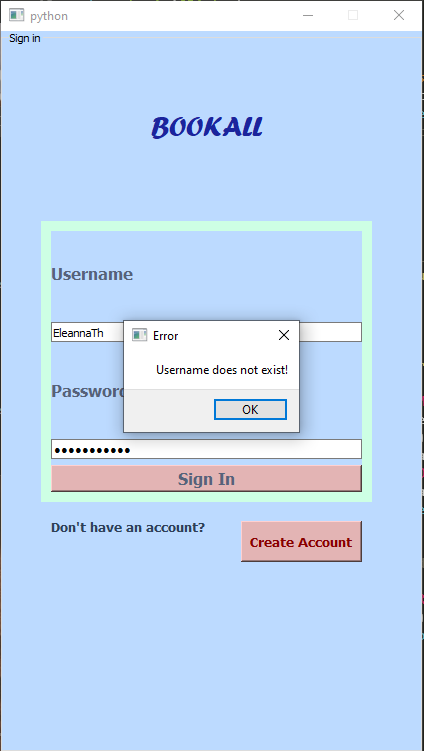 python
Sign in
BOOKALL
Username
EleannaTh
Error
Username does not exist!
OK
Password
●●●●●●●●●●●
Sign In
Don't have an account?
Create Account